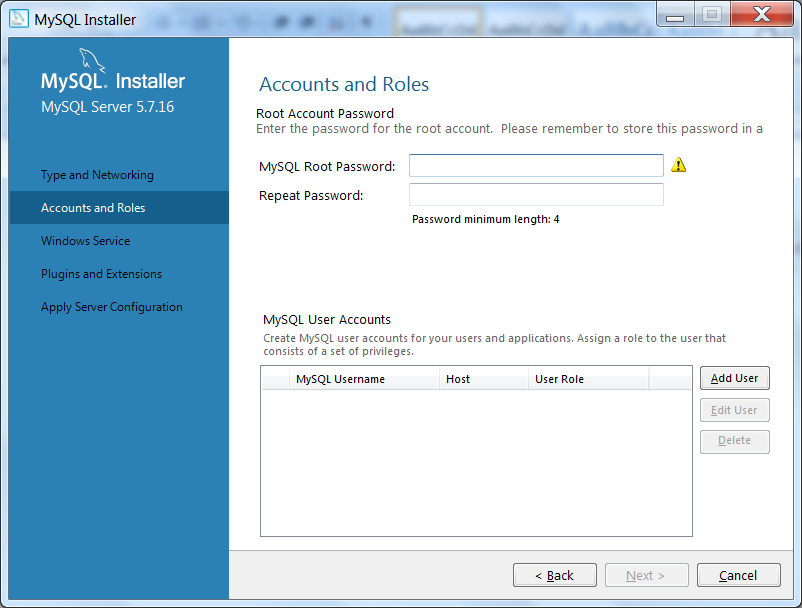 MySQL Installer
MySQL. Installer
MySQL Server 5.7.16
Type and Networking
Accounts and Roles
Windows Service
Plugins and Extensions
Apply Server Configuration
Accounts and Roles
Root Account Password
Enter the password for the root account.  Please remember to store this password in a
MySQL Root Password:
Repeat Password:
Password minimum length: 4
MySQL User Accounts
Create MySQL user accounts for your users and applications. Assign a role to the user that
consists of a set of privileges.
MySQL Username Host User Role
Add User
Edit User
Delete
< Back Next > Cancel